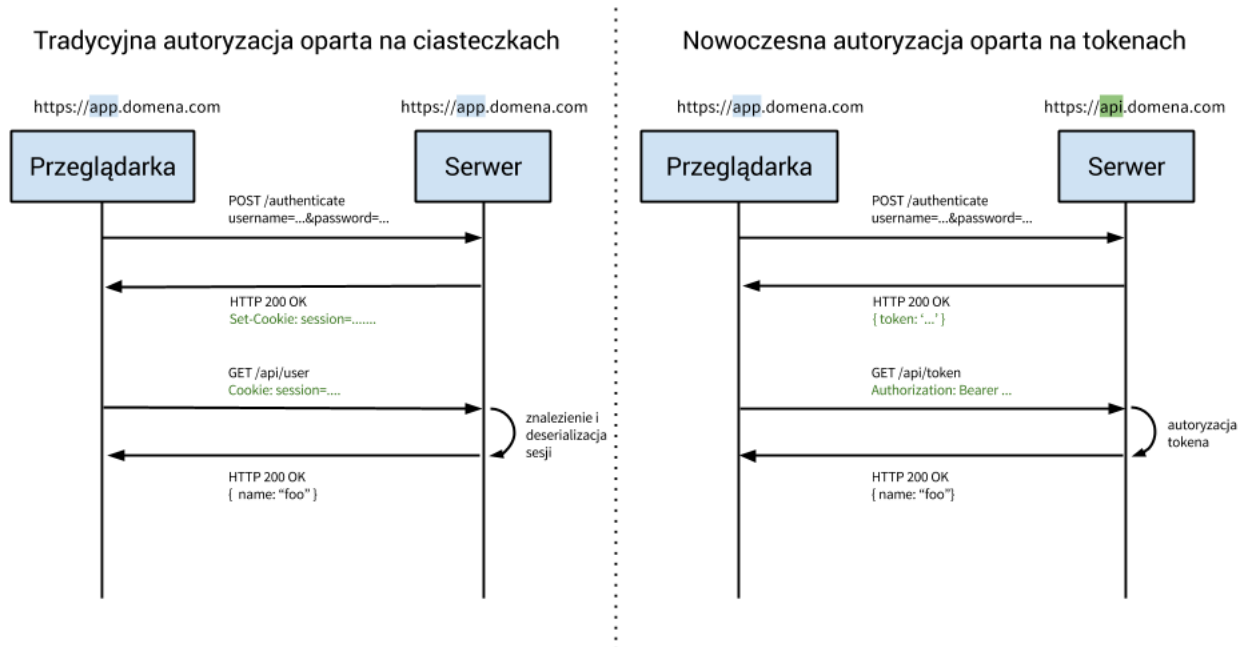 Tradycyjna autoryzacja oparta na ciasteczkach
https://app.domena.com
https://app.domena.com
Przeglądarka
Serwer
POST /authenticate
username=...&password=...
HTTP 200 OK
Set-Cookie: session=.......
GET /api/user
Cookie: session=....
znalezienie i
deserializacja
sesji
HTTP 200 OK
{ name: “foo” }
Nowoczesna autoryzacja oparta na tokenach
https://app.domena.com
https://api.domena.com
Przeglądarka
Serwer
POST /authenticate
username=...&password=...
HTTP 200 OK
{ token: ‘...’ }
GET /api/token
Authorization: Bearer ...
autoryzacja
tokena
HTTP 200 OK
{ name: “foo”}